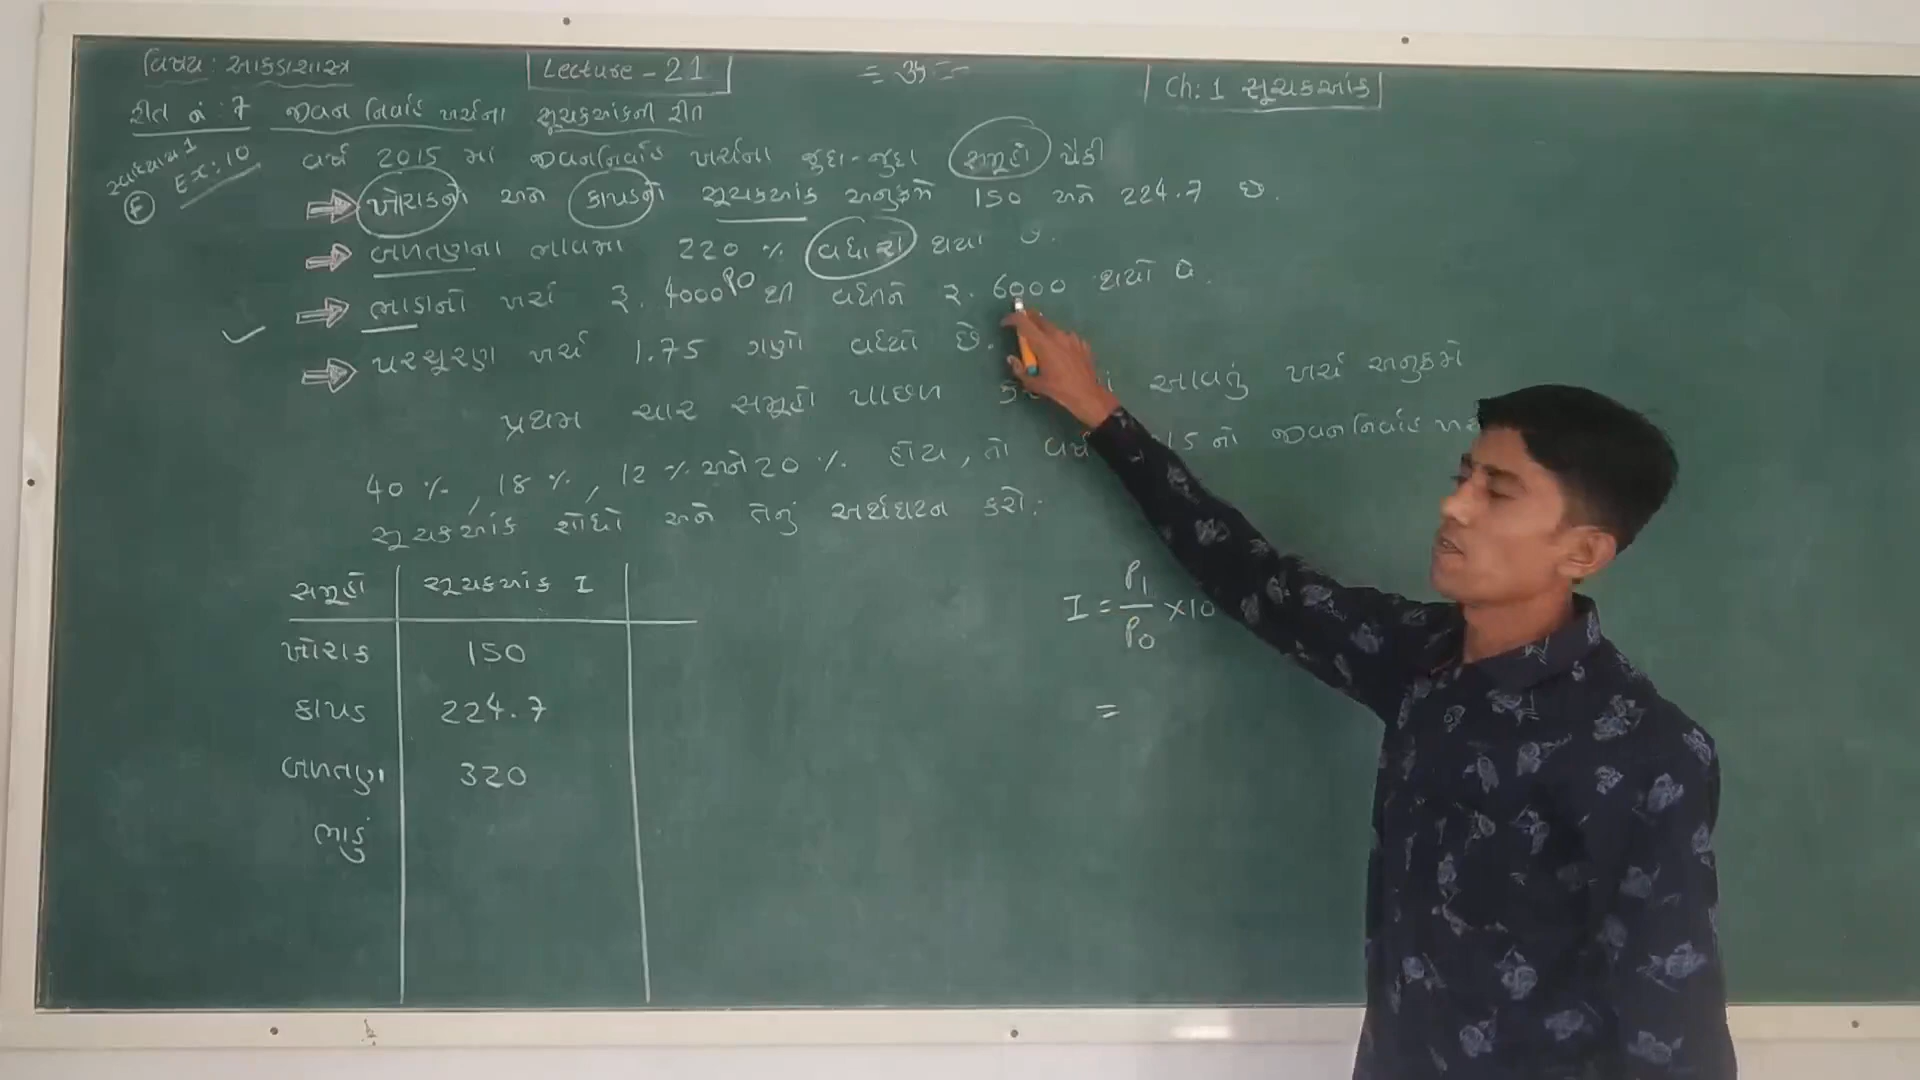 વિષય : આંકડાશાસ્ત્ર
Lecture - 21
= ૐ =
Ch: 1 સૂચકઆંક
રીત નં : 7 જીવન નિર્વાહ ખર્ચના સૂચકઆંકની રીત
સ્વાધ્યાય 1
Ex: 10
F
વર્ષ 2015 માં જીવનનિર્વાહ ખર્ચના જુદા-જુદા સમૂહો પૈકી
ખોરાકનો અને કાપડનો સૂચકઆંક અનુક્રમે 150 અને 224.7 છે.
બળતણના ભાવમાં 220 % વધારો થયો છે.
ભાડાનો ખર્ચ રૂ. 4000 P0 થી વધીને રૂ. 6000 થયો છે.
પરચૂરણ ખર્ચ 1.75 ગણો વધ્યો છે.
પ્રથમ ચાર સમૂહો પાછળ આવતું ખર્ચ અનુક્રમે
40 %, 18 %, 12 % અને 20 % હોય, તો વર્ષ 15 નો જીવનનિર્વાહ
સૂચકઆંક શોધો અને તેનું અર્થઘટન કરો.
સમૂહો સૂચકઆંક I
ખોરાક 150
કાપડ 224.7
બળતણ 320
ભાડું
I = P1/P0 × 10
=